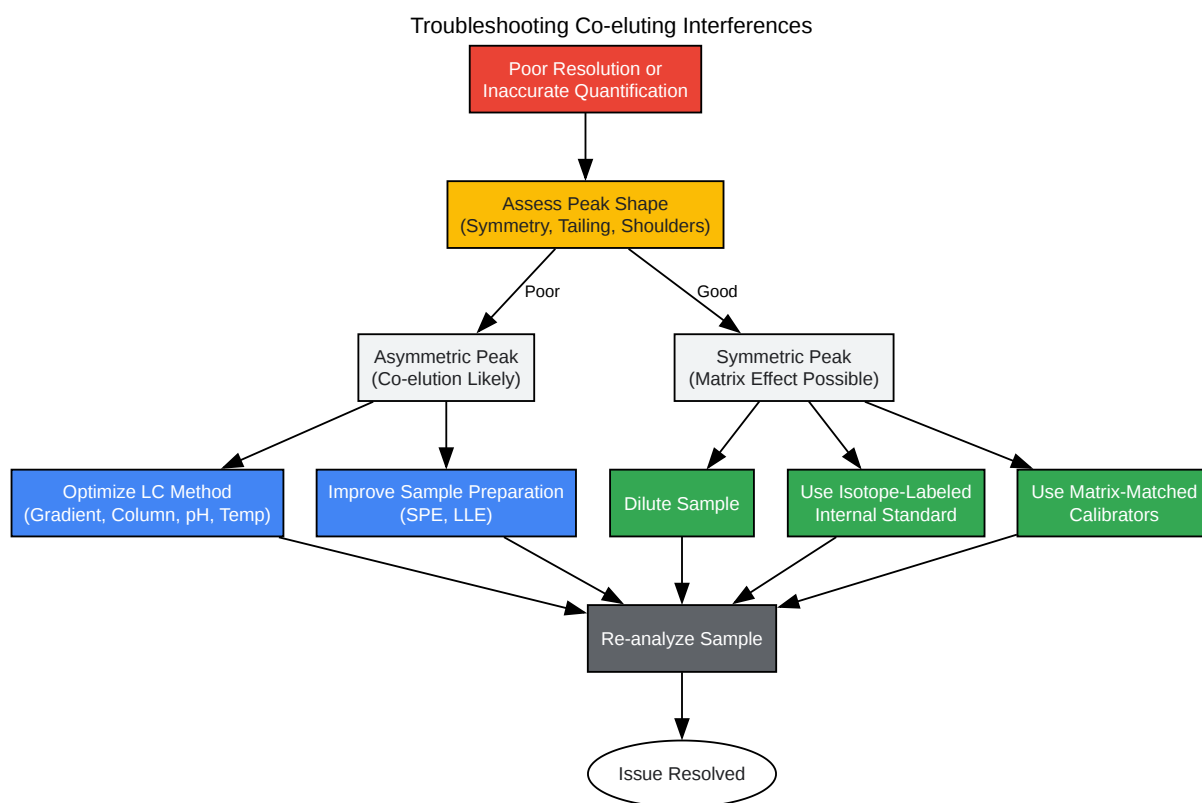 Troubleshooting Co-eluting Interferences
Poor Resolution or
Inaccurate Quantification
Assess Peak Shape
(Symmetry, Tailing, Shoulders)
Poor
Good
Asymmetric Peak
(Co-elution Likely)
Symmetric Peak
(Matrix Effect Possible)
Optimize LC Method
(Gradient, Column, pH, Temp)
Improve Sample Preparation
(SPE, LLE)
Dilute Sample
Use Isotope-Labeled
Internal Standard
Use Matrix-Matched
Calibrators
Re-analyze Sample
Issue Resolved